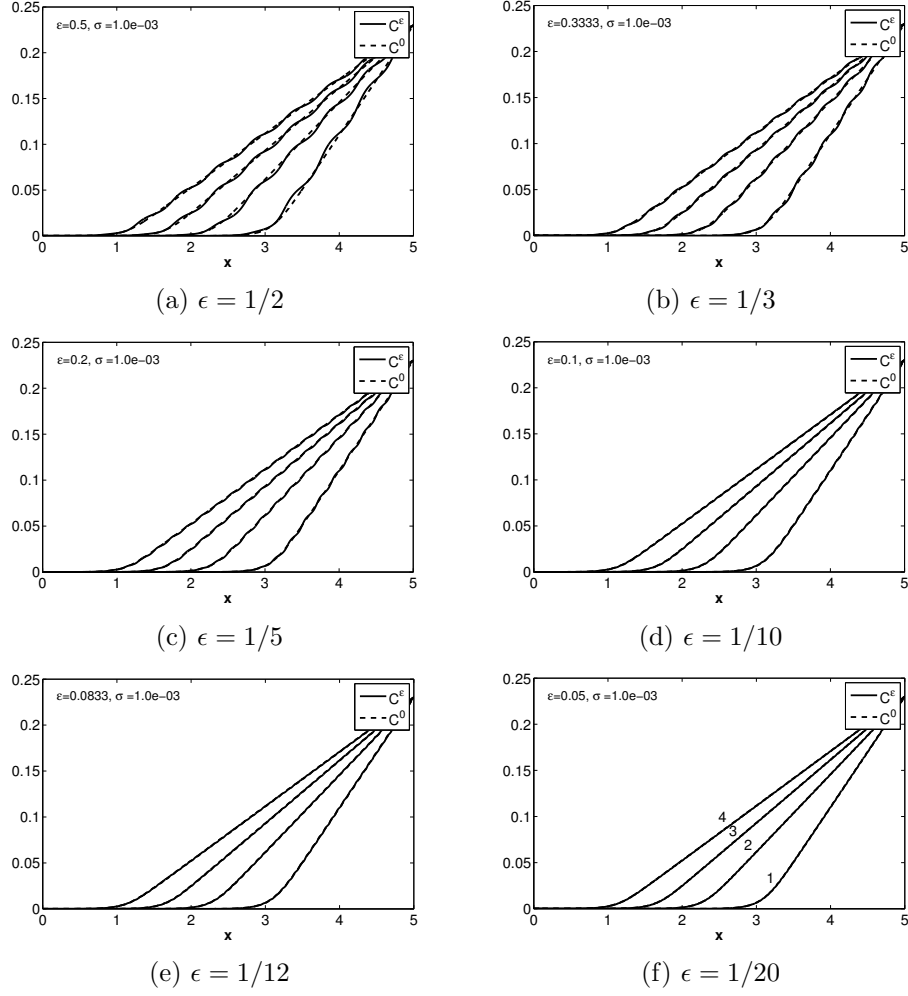 ε=0.5, σ =1.0e-03
C^ε
C^0
0.25
0.2
0.15
0.1
0.05
0
0 1 2 3 4 5
x
(a) ϵ = 1/2
ε=0.3333, σ =1.0e-03
C^ε
C^0
0.25
0.2
0.15
0.1
0.05
0
0 1 2 3 4 5
x
(b) ϵ = 1/3
ε=0.2, σ =1.0e-03
C^ε
C^0
0.25
0.2
0.15
0.1
0.05
0
0 1 2 3 4 5
x
(c) ϵ = 1/5
ε=0.1, σ =1.0e-03
C^ε
C^0
0.25
0.2
0.15
0.1
0.05
0
0 1 2 3 4 5
x
(d) ϵ = 1/10
ε=0.0833, σ =1.0e-03
C^ε
C^0
0.25
0.2
0.15
0.1
0.05
0
0 1 2 3 4 5
x
(e) ϵ = 1/12
ε=0.05, σ =1.0e-03
C^ε
C^0
0.25
0.2
0.15
0.1
0.05
0
4
3
2
1
0 1 2 3 4 5
x
(f) ϵ = 1/20